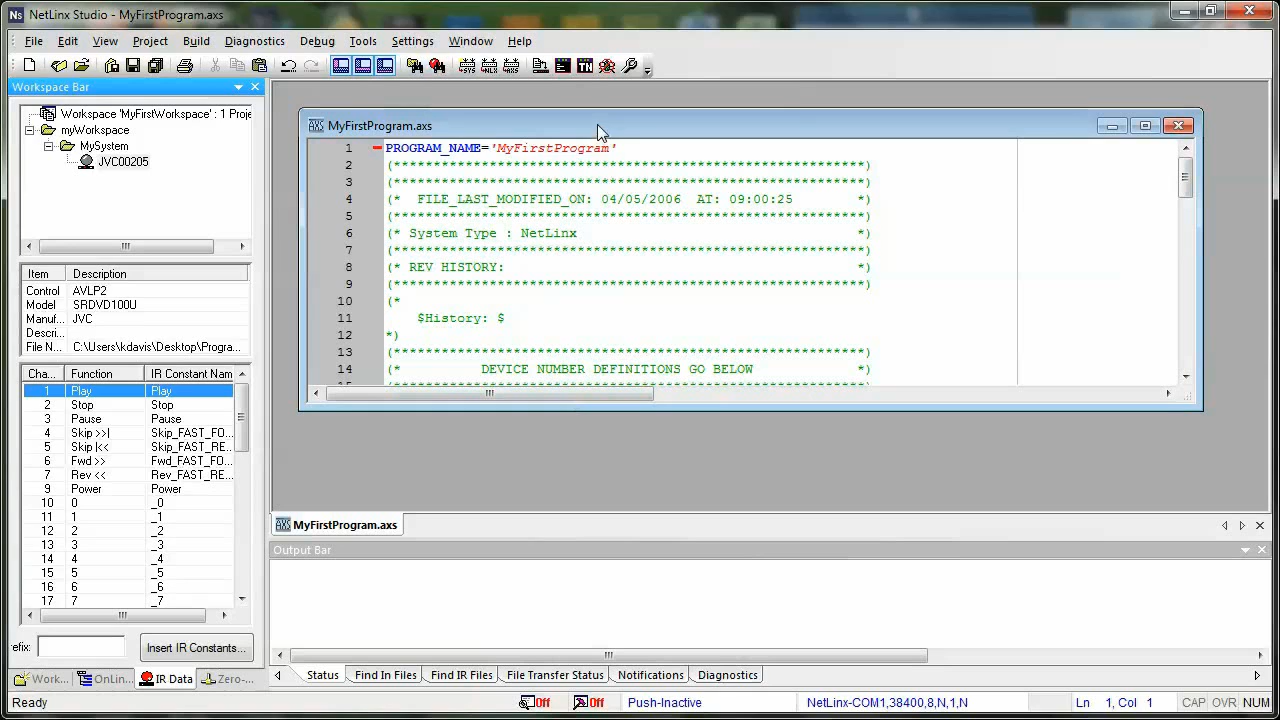 NetLinx Studio - MyFirstProgram.axs
File Edit View Project Build Diagnostics Debug Tools Settings Window Help
Workspace Bar
Workspace 'MyFirstWorkspace' : 1 Proje
myWorkspace
MySystem
JVC00205
Item Description
Control AVLP2
Model SRDVD100U
Manuf... JVC
Descri...
File N... C:\Users\kdavis\Desktop\Progra...
Cha... Function IR Constant Name
1 Play Play
2 Stop Stop
3 Pause Pause
4 Skip >>| Skip_FAST_FO...
5 Skip |<< Skip_FAST_RE...
6 Fwd >> Fwd_FAST_FO...
7 Rev << Rev_FAST_RE...
9 Power Power
10 0 _0
11 1 _1
12 2 _2
13 3 _3
14 4 _4
15 5 _5
16 6 _6
17 7 _7
efix: Insert IR Constants...
Work... OnLin... IR Data Zero-...
MyFirstProgram.axs
1 PROGRAM_NAME='MyFirstProgram'
2 (***********************************************************)
3 (***********************************************************)
4 (* FILE_LAST_MODIFIED_ON: 04/05/2006 AT: 09:00:25 *)
5 (***********************************************************)
6 (* System Type : NetLinx *)
7 (***********************************************************)
8 (* REV HISTORY: *)
9 (***********************************************************)
10 (*
11 $History: $
12 *)
13 (***********************************************************)
14 (* DEVICE NUMBER DEFINITIONS GO BELOW *)
MyFirstProgram.axs
Output Bar
Status Find In Files Find IR Files File Transfer Status Notifications Diagnostics
Ready Off Off Push-Inactive NetLinx-COM1,38400,8,N,1,N Ln 1, Col 1 CAP OVR NUM